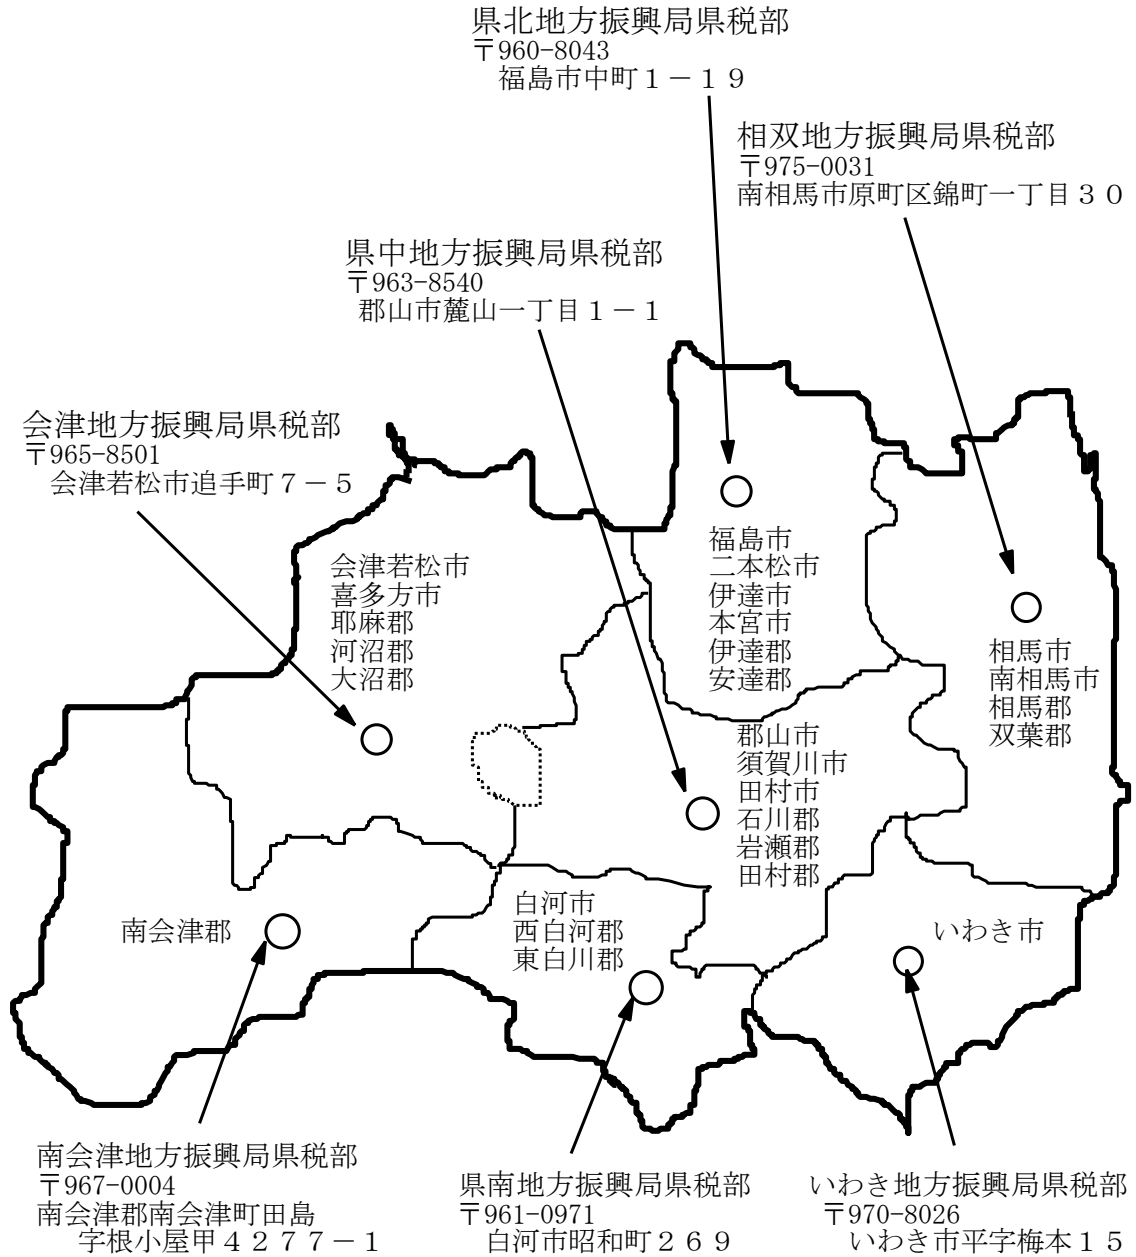 県北地方振興局県税部
〒960-8043
福島市中町１－１９
相双地方振興局県税部
〒975-0031
南相馬市原町区錦町一丁目３０
県中地方振興局県税部
〒963-8540
郡山市麓山一丁目１－１
会津地方振興局県税部
〒965-8501
会津若松市追手町７－５
福島市
二本松市
伊達市
本宮市
伊達郡
安達郡
会津若松市
喜多方市
耶麻郡
河沼郡
大沼郡
相馬市
南相馬市
相馬郡
双葉郡
郡山市
須賀川市
田村市
石川郡
岩瀬郡
田村郡
南会津郡
白河市
西白河郡
東白川郡
いわき市
南会津地方振興局県税部
〒967-0004
南会津郡南会津町田島
字根小屋甲４２７７－１
県南地方振興局県税部
〒961-0971
白河市昭和町２６９
いわき地方振興局県税部
〒970-8026
いわき市平字梅本１５